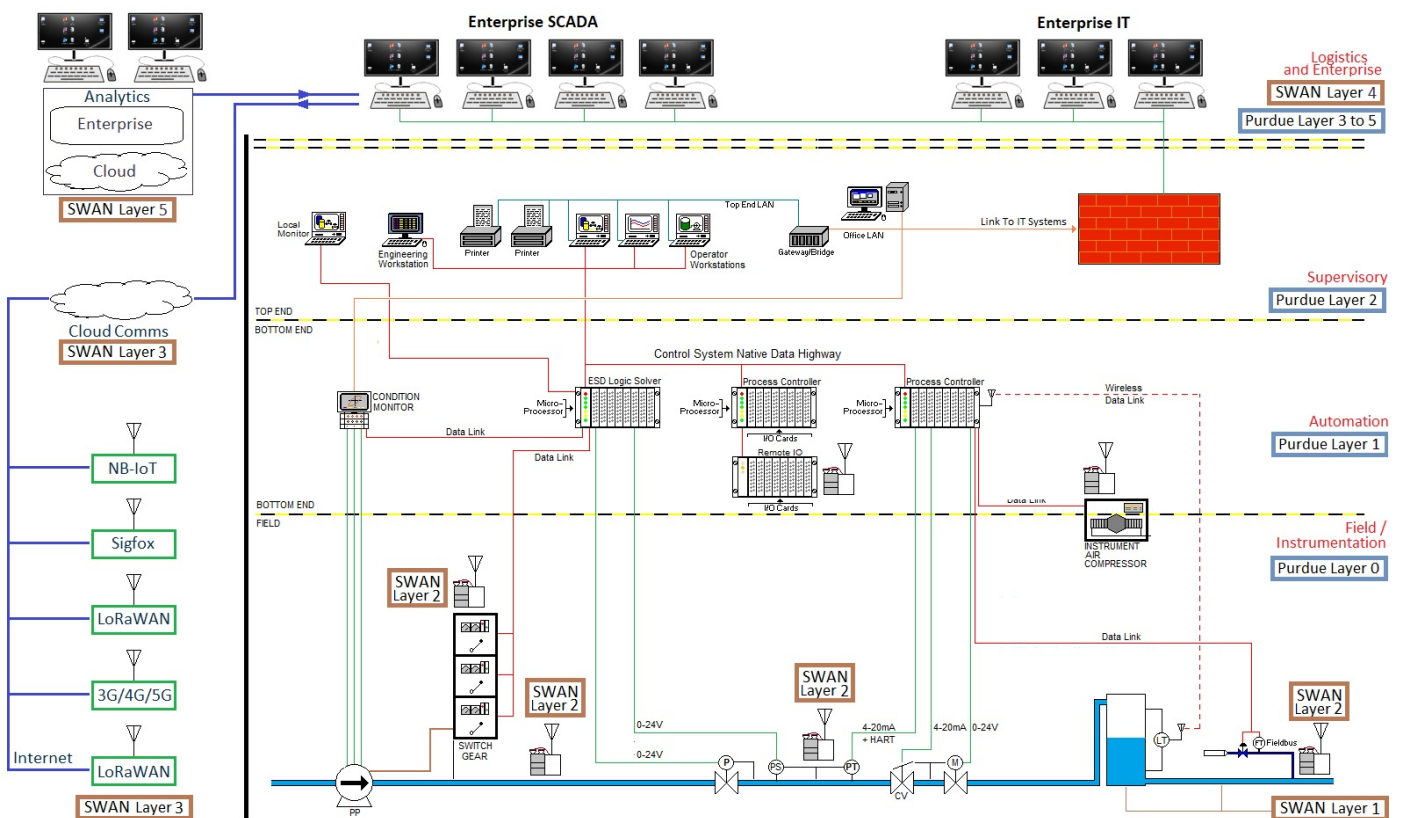 Enterprise SCADA
Enterprise IT
Logistics
and Enterprise
SWAN Layer 4
Purdue Layer 3 to 5
Analytics
Enterprise
Cloud
SWAN Layer 5
Local
Monitor
Engineering
Workstation
Printer
Printer
Operator
Workstations
Top End LAN
Gateway/Bridge
Office LAN
Link To IT Systems
Supervisory
Purdue Layer 2
TOP END
BOTTOM END
Cloud Comms
SWAN Layer 3
Control System Native Data Highway
CONDITION
MONITOR
ESD Logic Solver
Micro-
Processor
Process Controller
Micro-
Processor
I/O Cards
Remote IO
I/O Cards
Process Controller
Micro-
Processor
Wireless
Data Link
Data Link
Data Link
Data Link
Automation
Purdue Layer 1
BOTTOM END
FIELD
INSTRUMENT
AIR
COMPRESSOR
Field /
Instrumentation
Purdue Layer 0
NB-IoT
Sigfox
LoRaWAN
3G/4G/5G
Internet
LoRaWAN
SWAN Layer 3
SWAN
Layer 2
SWITCH
GEAR
SWAN
Layer 2
0-24V
0-24V
SWAN
Layer 2
4-20mA
+ HART
4-20mA
0-24V
Data Link
SWAN
Layer 2
PP
P
PS
PT
CV
M
LT
FT
Fieldbus
SWAN Layer 1